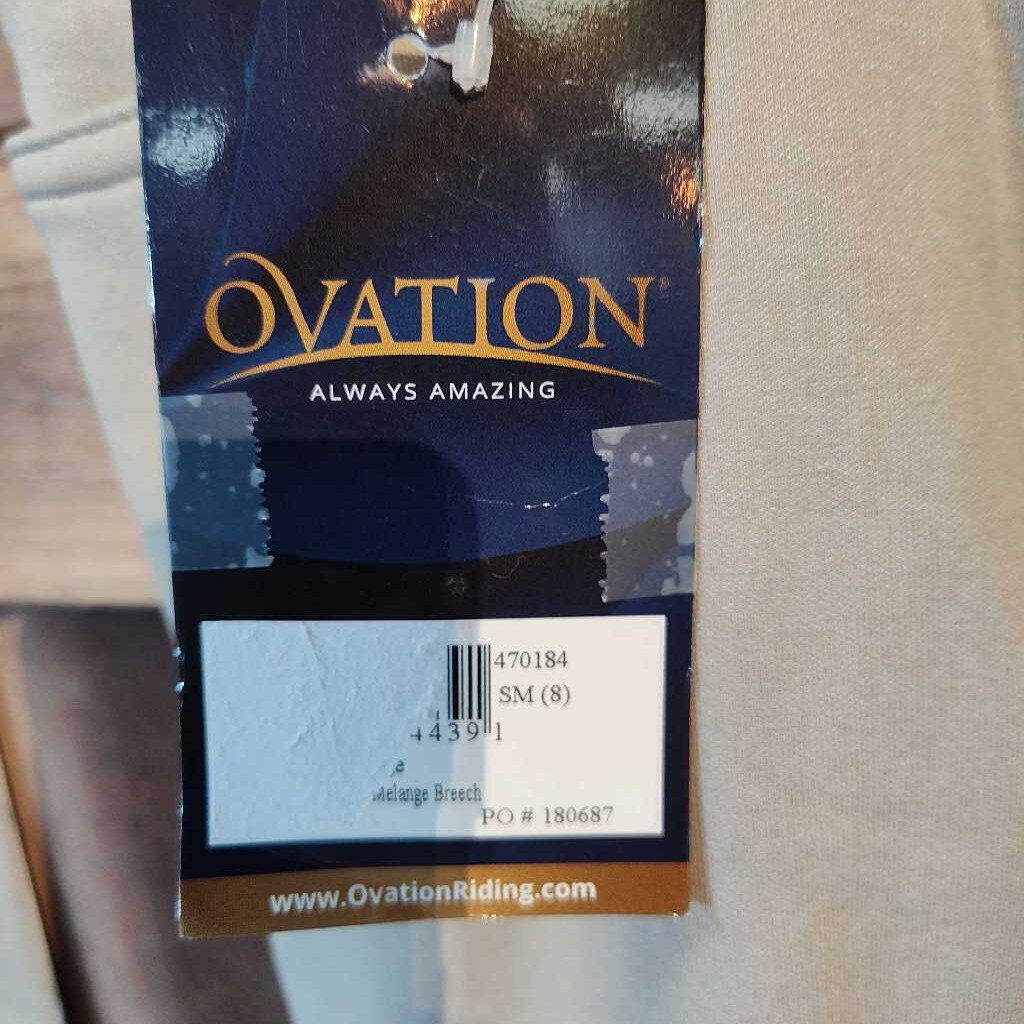 OVATION®
ALWAYS AMAZING
470184
SM (8)
4391
Melange Breech
PO # 180687
www.OvationRiding.com